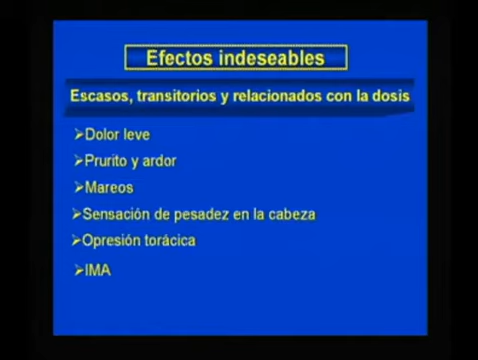 Efectos indeseables
Escasos, transitorios y relacionados con la dosis
➢Dolor leve
➢Prurito y ardor
➢Mareos
➢Sensación de pesadez en la cabeza
➢Opresión torácica
➢IMA